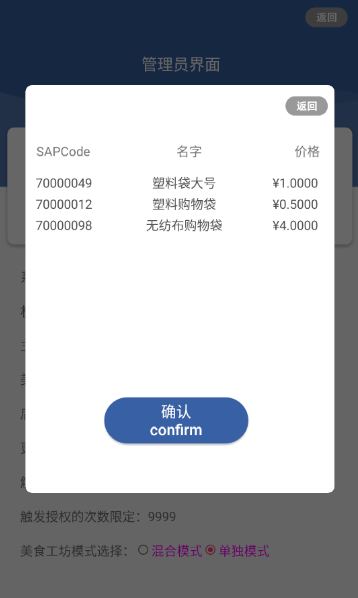 返回
管理员界面
返回
SAPCode 名字 价格
70000049 塑料袋大号 ¥1.0000
70000012 塑料购物袋 ¥0.5000
70000098 无纺布购物袋 ¥4.0000
确认
confirm
触发授权的次数限定：9999
美食工坊模式选择： 混合模式 单独模式